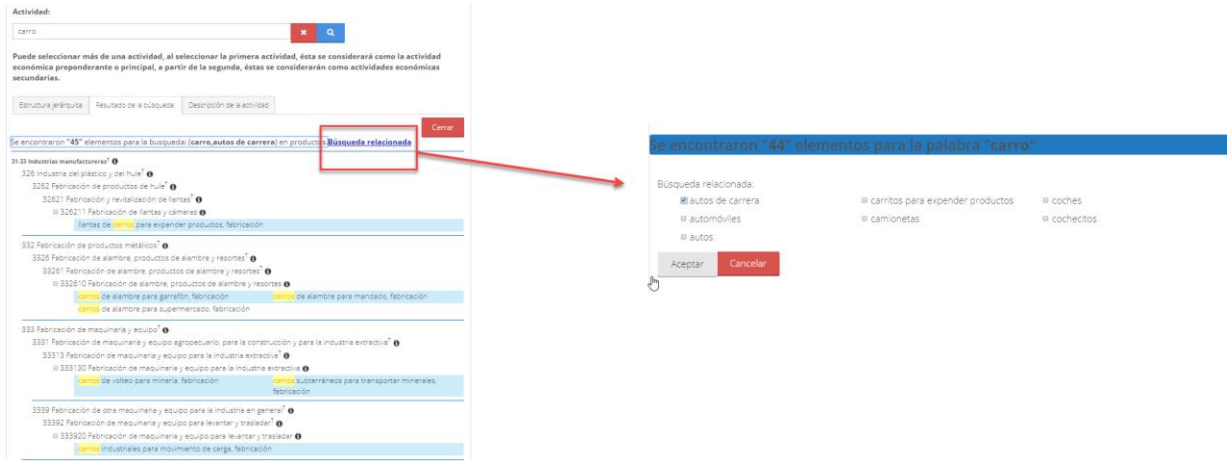 Actividad:
carro
Puede seleccionar más de una actividad, al seleccionar la primera actividad, ésta se considerará como la actividad
económica preponderante o principal, a partir de la segunda, éstas se considerarán como actividades económicas
secundarias.
Estructura jerárquica Resultado de la búsqueda Descripción de la actividad
Cerrar
Se encontraron "45" elementos para la busqueda: (carro,autos de carrera) en productos. Búsqueda relacionada
31-33 Industrias manufactureras T
326 Industria del plástico y del hule T
3262 Fabricación de productos de hule T
32621 Fabricación y revitalización de llantas T
326211 Fabricación de llantas y cámaras
llantas de carros para expender productos, fabricación
332 Fabricación de productos metálicos T
3326 Fabricación de alambre, productos de alambre y resortes T
33261 Fabricación de alambre, productos de alambre y resortes T
332610 Fabricación de alambre, productos de alambre y resortes
carros de alambre para garrafón, fabricación carros de alambre para mandado, fabricación
carros de alambre para supermercado, fabricación
333 Fabricación de maquinaria y equipo T
3331 Fabricación de maquinaria y equipo agropecuario, para la construcción y para la industria extractiva T
33313 Fabricación de maquinaria y equipo para la industria extractiva T
333130 Fabricación de maquinaria y equipo para la industria extractiva
carros de volteo para minería, fabricación carros subterráneos para transportar minerales,
fabricación
3339 Fabricación de otra maquinaria y equipo para la industria en general T
33392 Fabricación de maquinaria y equipo para levantar y trasladar T
333920 Fabricación de maquinaria y equipo para levantar y trasladar
carros industriales para movimiento de carga, fabricación
Se encontraron "44" elementos para la palabra "carro"
Búsqueda relacionada:
autos de carrera carritos para expender productos coches
automóviles camionetas cochecitos
autos
Aceptar Cancelar